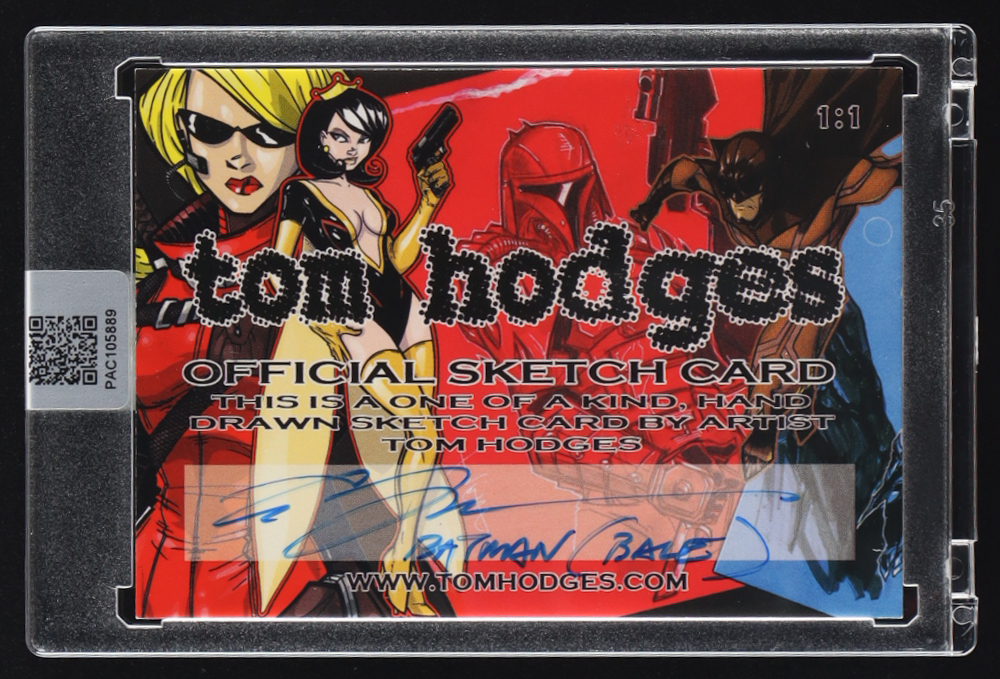 1:1
tom hodges
OFFICIAL SKETCH CARD
THIS IS A ONE OF A KIND, HAND
DRAWN SKETCH CARD BY ARTIST
TOM HODGES
BATMAN (BALE)
WWW.TOMHODGES.COM
PAC105889
35